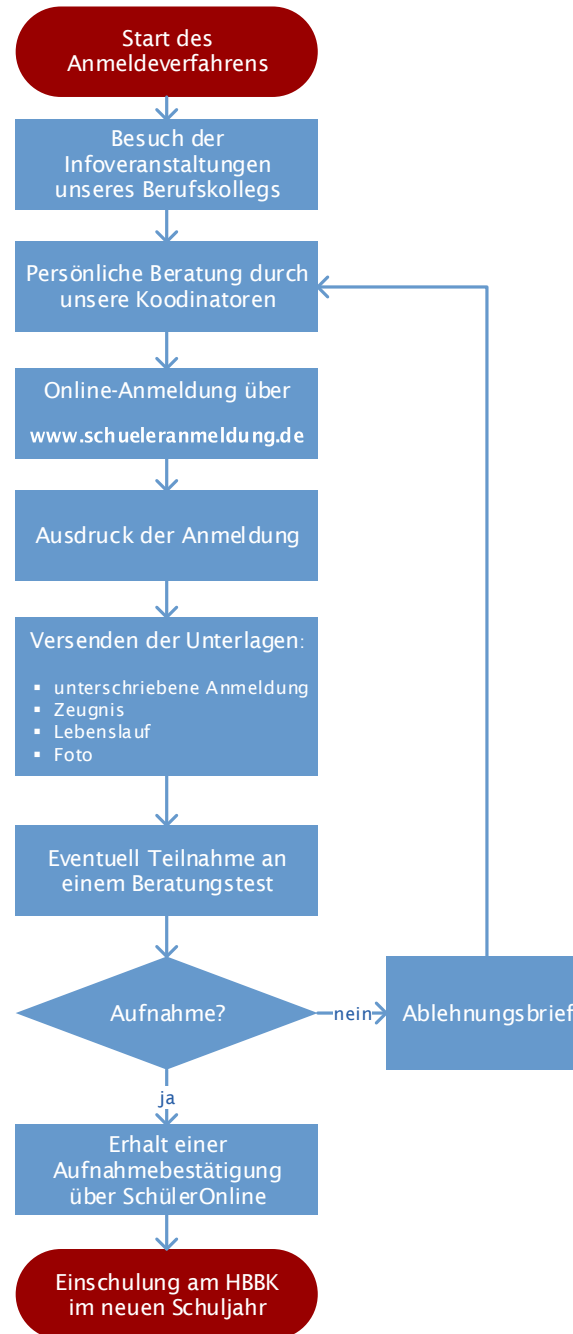 Start des
Anmeldeverfahrens
Besuch der
Infoveranstaltungen
unseres Berufskollegs
Persönliche Beratung durch
unsere Koodinatoren
Online-Anmeldung über
www.schueleranmeldung.de
Ausdruck der Anmeldung
Versenden der Unterlagen:
▪ unterschriebene Anmeldung
▪ Zeugnis
▪ Lebenslauf
▪ Foto
Eventuell Teilnahme an
einem Beratungstest
Aufnahme?
nein
Ablehnungsbrief
ja
Erhalt einer
Aufnahmebestätigung
über SchülerOnline
Einschulung am HBBK
im neuen Schuljahr